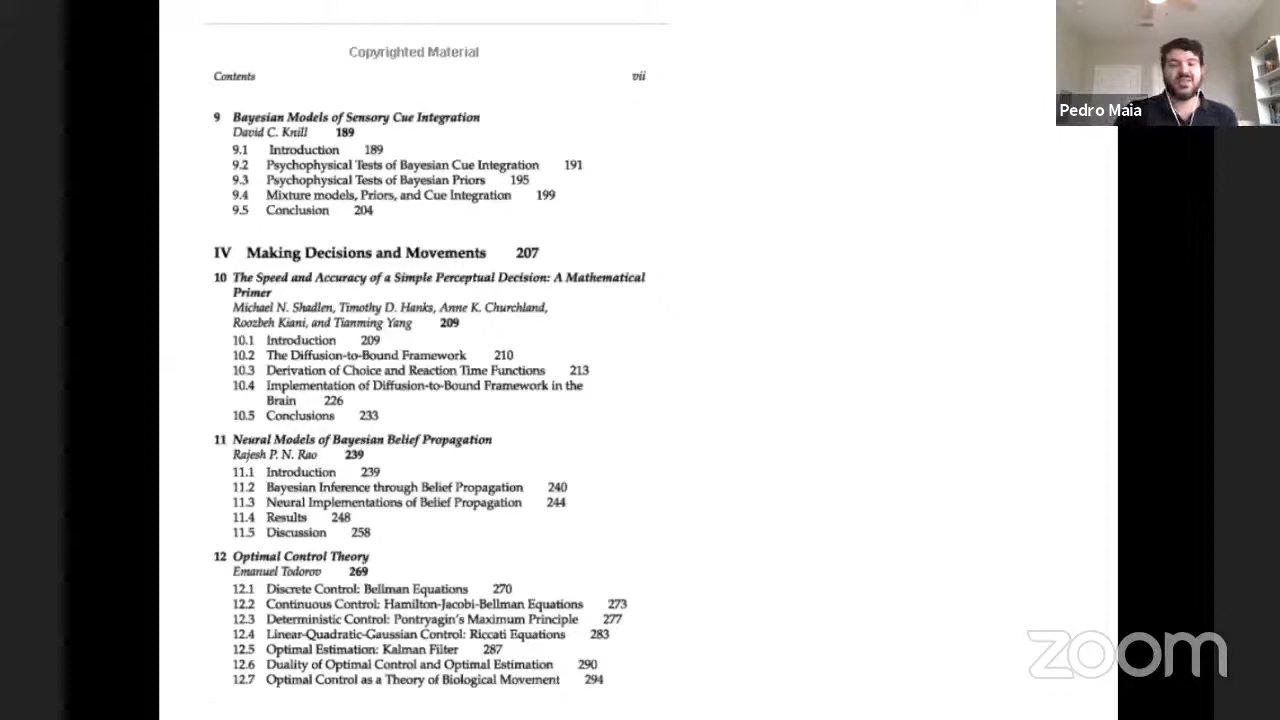 Copyrighted Material
Contents vii
9 Bayesian Models of Sensory Cue Integration
David C. Knill 189
9.1 Introduction 189
9.2 Psychophysical Tests of Bayesian Cue Integration 191
9.3 Psychophysical Tests of Bayesian Priors 195
9.4 Mixture models, Priors, and Cue Integration 199
9.5 Conclusion 204
IV Making Decisions and Movements 207
10 The Speed and Accuracy of a Simple Perceptual Decision: A Mathematical
Primer
Michael N. Shadlen, Timothy D. Hanks, Anne K. Churchland,
Roozbeh Kiani, and Tianming Yang 209
10.1 Introduction 209
10.2 The Diffusion-to-Bound Framework 210
10.3 Derivation of Choice and Reaction Time Functions 213
10.4 Implementation of Diffusion-to-Bound Framework in the
Brain 226
10.5 Conclusions 233
11 Neural Models of Bayesian Belief Propagation
Rajesh P. N. Rao 239
11.1 Introduction 239
11.2 Bayesian Inference through Belief Propagation 240
11.3 Neural Implementations of Belief Propagation 244
11.4 Results 248
11.5 Discussion 258
12 Optimal Control Theory
Emanuel Todorov 269
12.1 Discrete Control: Bellman Equations 270
12.2 Continuous Control: Hamilton-Jacobi-Bellman Equations 273
12.3 Deterministic Control: Pontryagin's Maximum Principle 277
12.4 Linear-Quadratic-Gaussian Control: Riccati Equations 283
12.5 Optimal Estimation: Kalman Filter 287
12.6 Duality of Optimal Control and Optimal Estimation 290
12.7 Optimal Control as a Theory of Biological Movement 294
Pedro Maia
zoom